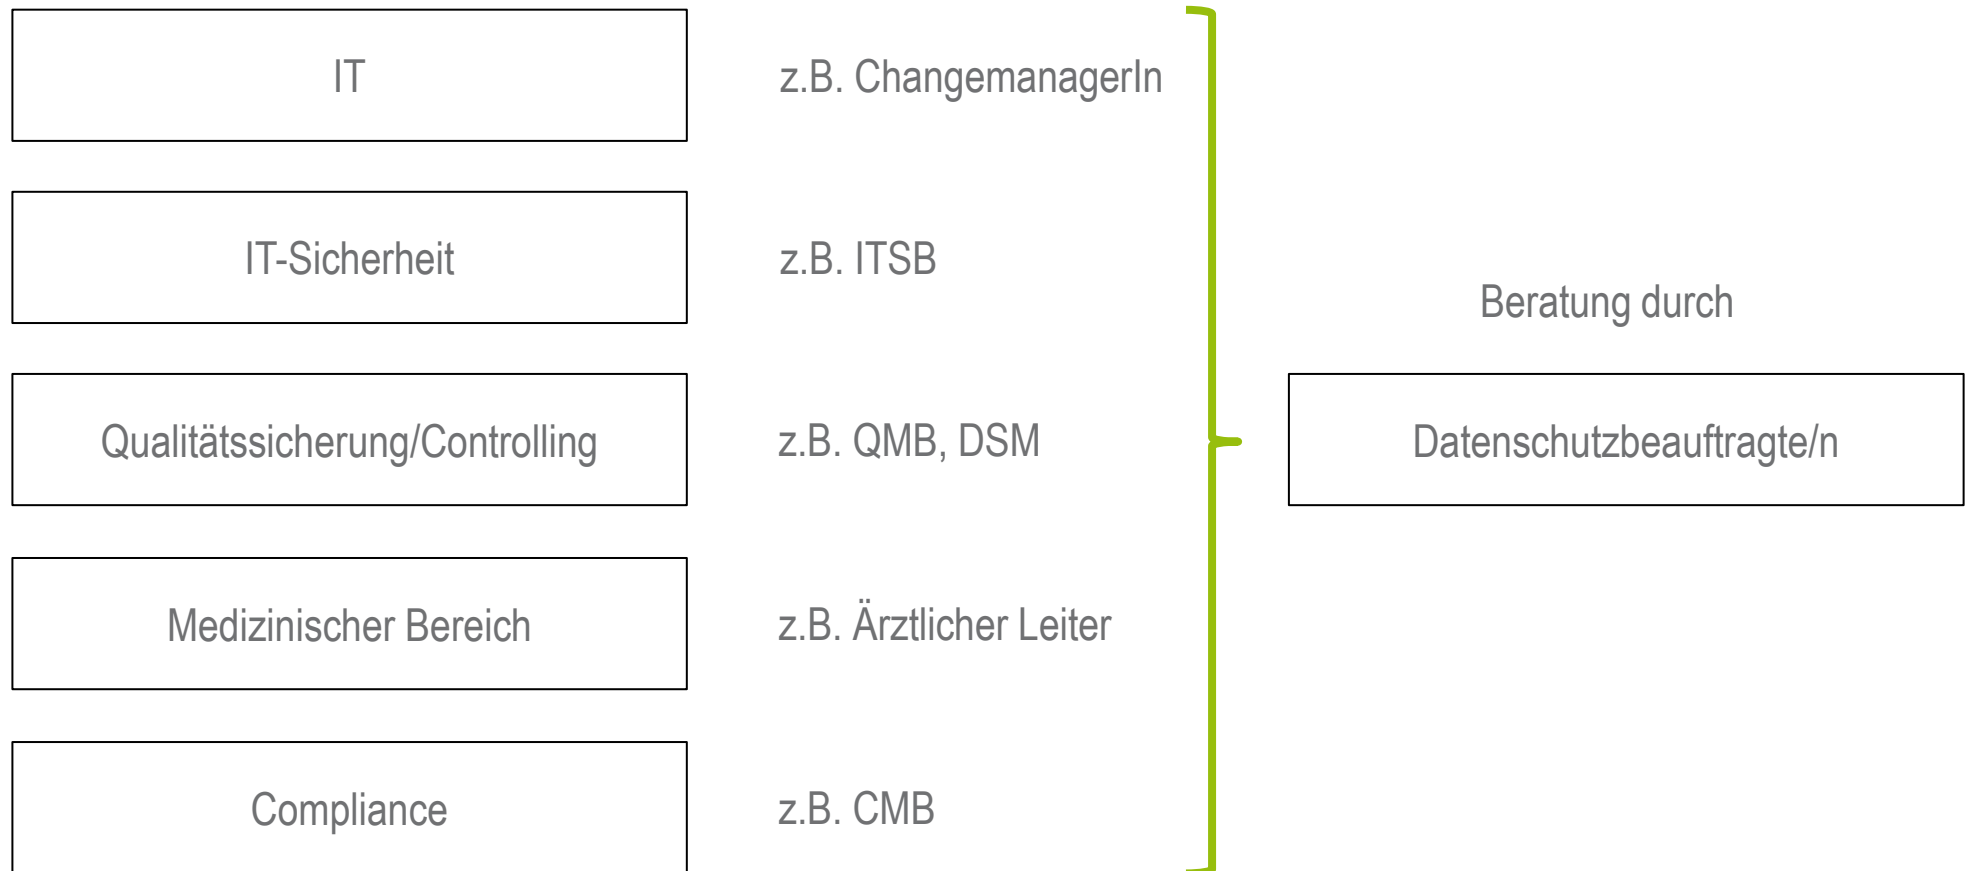 IT
z.B. ChangemanagerIn
IT-Sicherheit
z.B. ITSB
Beratung durch
Qualitätssicherung/Controlling
z.B. QMB, DSM
Datenschutzbeauftragte/n
Medizinischer Bereich
z.B. Ärztlicher Leiter
Compliance
z.B. CMB